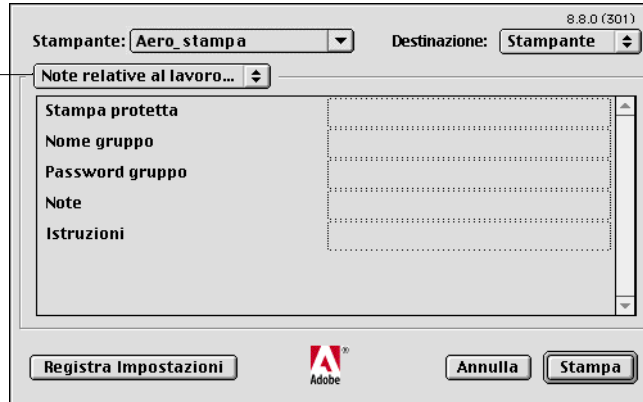 8.8.0 (301)
Stampante: Aero_stampa Destinazione: Stampante
Note relative al lavoro...
Stampa protetta
Nome gruppo
Password gruppo
Note
Istruzioni
Registra Impostazioni Adobe® Annulla Stampa